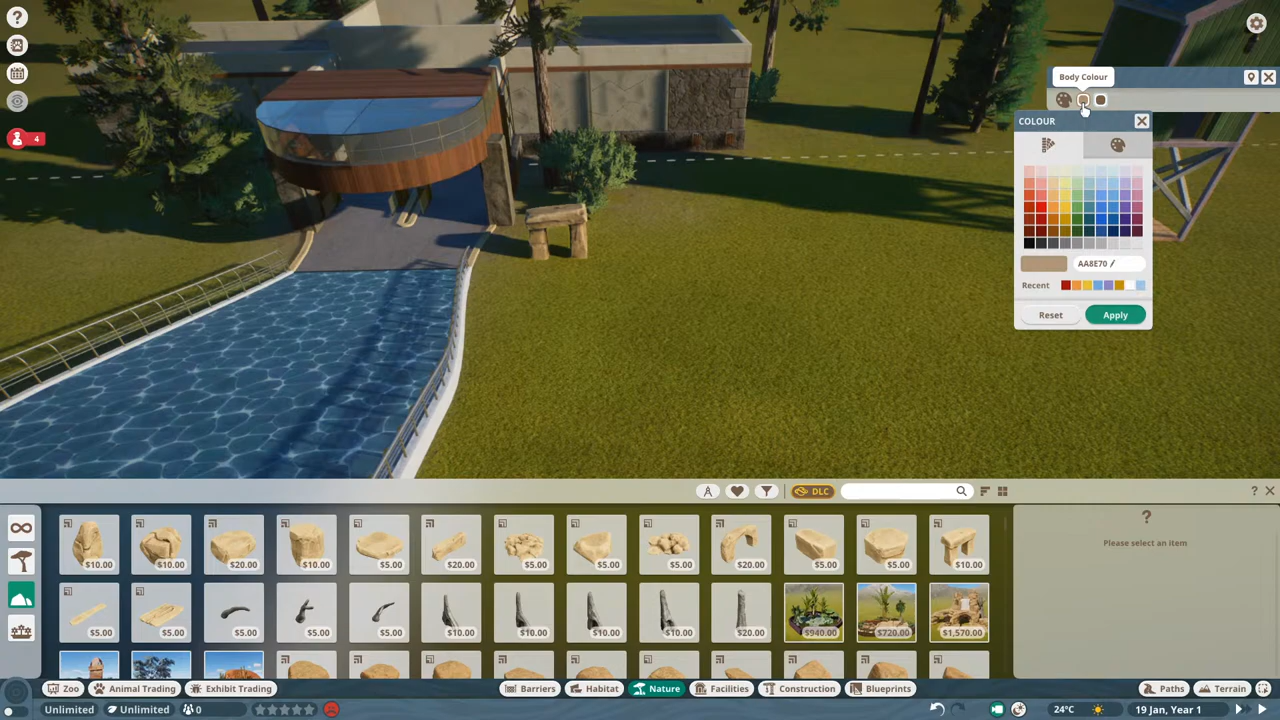 ?
4
Body Colour
COLOUR
AA8E70
Recent
Reset
Apply
DLC
?
$10.00 $10.00 $20.00 $10.00 $5.00 $20.00 $5.00 $5.00 $5.00 $20.00 $5.00 $5.00 $10.00
$5.00 $5.00 $5.00 $5.00 $5.00 $10.00 $10.00 $10.00 $10.00 $20.00 $940.00 $720.00 $1,570.00
?
Please select an item
Zoo Animal Trading Exhibit Trading Barriers Habitat Nature Facilities Construction Blueprints Paths Terrain
Unlimited Unlimited 0 24°C 19 Jan, Year 1